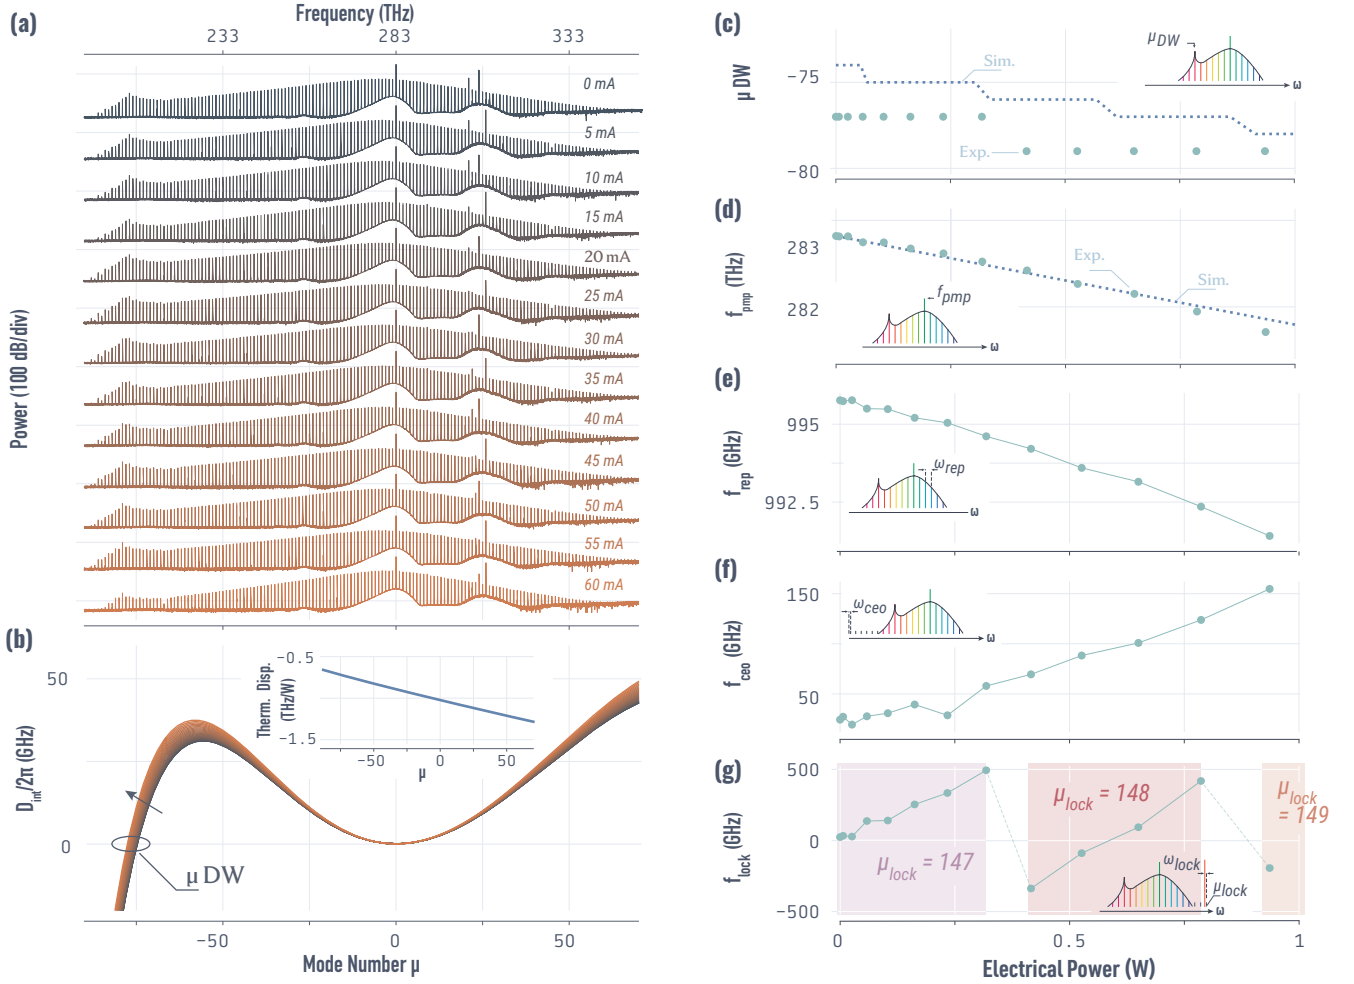 (a)
Frequency (THz)
233 283 333
0 mA
5 mA
10 mA
15 mA
20 mA
25 mA
30 mA
35 mA
40 mA
45 mA
50 mA
55 mA
60 mA
Power (100 dB/div)
(b)
50
0
D_int/2π (GHz)
μ DW
Therm. Disp.
(THz/W)
−0.5
−1.5
−50 0 50
μ
−50 0 50
Mode Number μ
(c)
μ DW
−75
−80
Sim.
Exp.
μ_DW
ω
(d)
f_pmp (THz)
283
282
Exp.
Sim.
f_pmp
ω
(e)
f_rep (GHz)
995
992.5
ω_rep
ω
(f)
f_ceo (GHz)
150
50
ω_ceo
ω
(g)
f_lock (GHz)
500
0
−500
μ_lock = 147
μ_lock = 148
μ_lock
= 149
ω_lock
μ_lock
ω
0 0.5 1
Electrical Power (W)